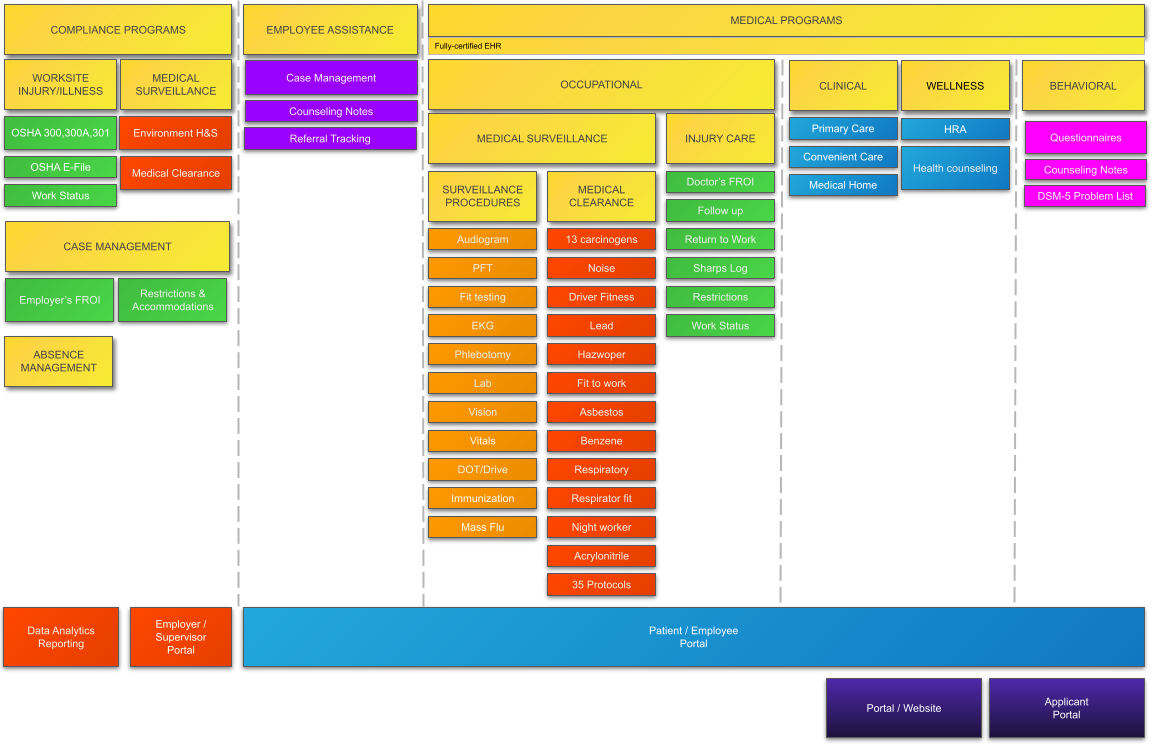 COMPLIANCE PROGRAMS
WORKSITE
INJURY/ILLNESS
MEDICAL
SURVEILLANCE
OSHA 300,300A,301
OSHA E-File
Work Status
Environment H&S
Medical Clearance
CASE MANAGEMENT
Employer's FROI
Restrictions &
Accommodations
ABSENCE
MANAGEMENT
EMPLOYEE ASSISTANCE
Case Management
Counseling Notes
Referral Tracking
MEDICAL PROGRAMS
Fully-certified EHR
OCCUPATIONAL
MEDICAL SURVEILLANCE
SURVEILLANCE
PROCEDURES
Audiogram
PFT
Fit testing
EKG
Phlebotomy
Lab
Vision
Vitals
DOT/Drive
Immunization
Mass Flu
MEDICAL
CLEARANCE
13 carcinogens
Noise
Driver Fitness
Lead
Hazwoper
Fit to work
Asbestos
Benzene
Respiratory
Respirator fit
Night worker
Acrylonitrile
35 Protocols
INJURY CARE
Doctor's FROI
Follow up
Return to Work
Sharps Log
Restrictions
Work Status
CLINICAL
Primary Care
Convenient Care
Medical Home
WELLNESS
HRA
Health counseling
BEHAVIORAL
Questionnaires
Counseling Notes
DSM-5 Problem List
Data Analytics
Reporting
Employer /
Supervisor
Portal
Patient / Employee
Portal
Portal / Website
Applicant
Portal